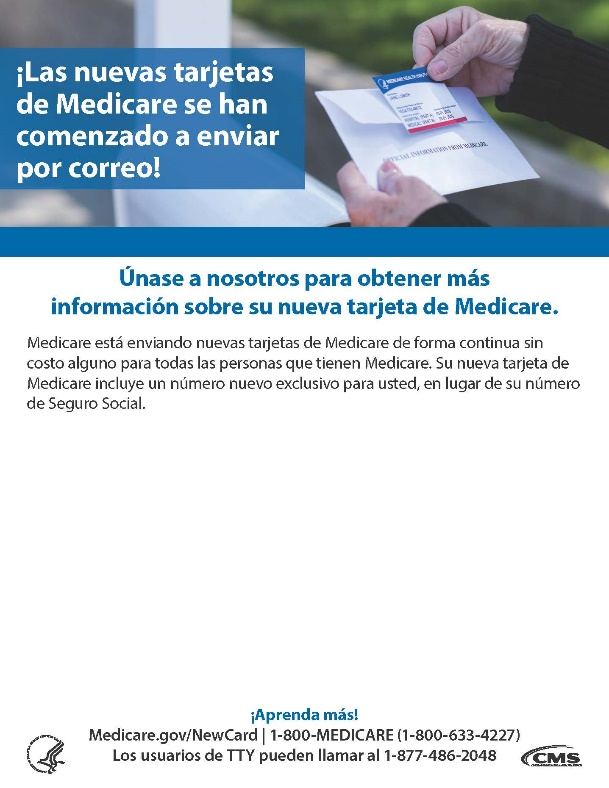 ¡Las nuevas tarjetas
de Medicare se han
comenzado a enviar
por correo!
OFFICIAL INFORMATION FROM MEDICARE
Únase a nosotros para obtener más
información sobre su nueva tarjeta de Medicare.
Medicare está enviando nuevas tarjetas de Medicare de forma continua sin
costo alguno para todas las personas que tienen Medicare. Su nueva tarjeta de
Medicare incluye un número nuevo exclusivo para usted, en lugar de su número
de Seguro Social.
¡Aprenda más!
Medicare.gov/NewCard | 1-800-MEDICARE (1-800-633-4227)
Los usuarios de TTY pueden llamar al 1-877-486-2048
CMS